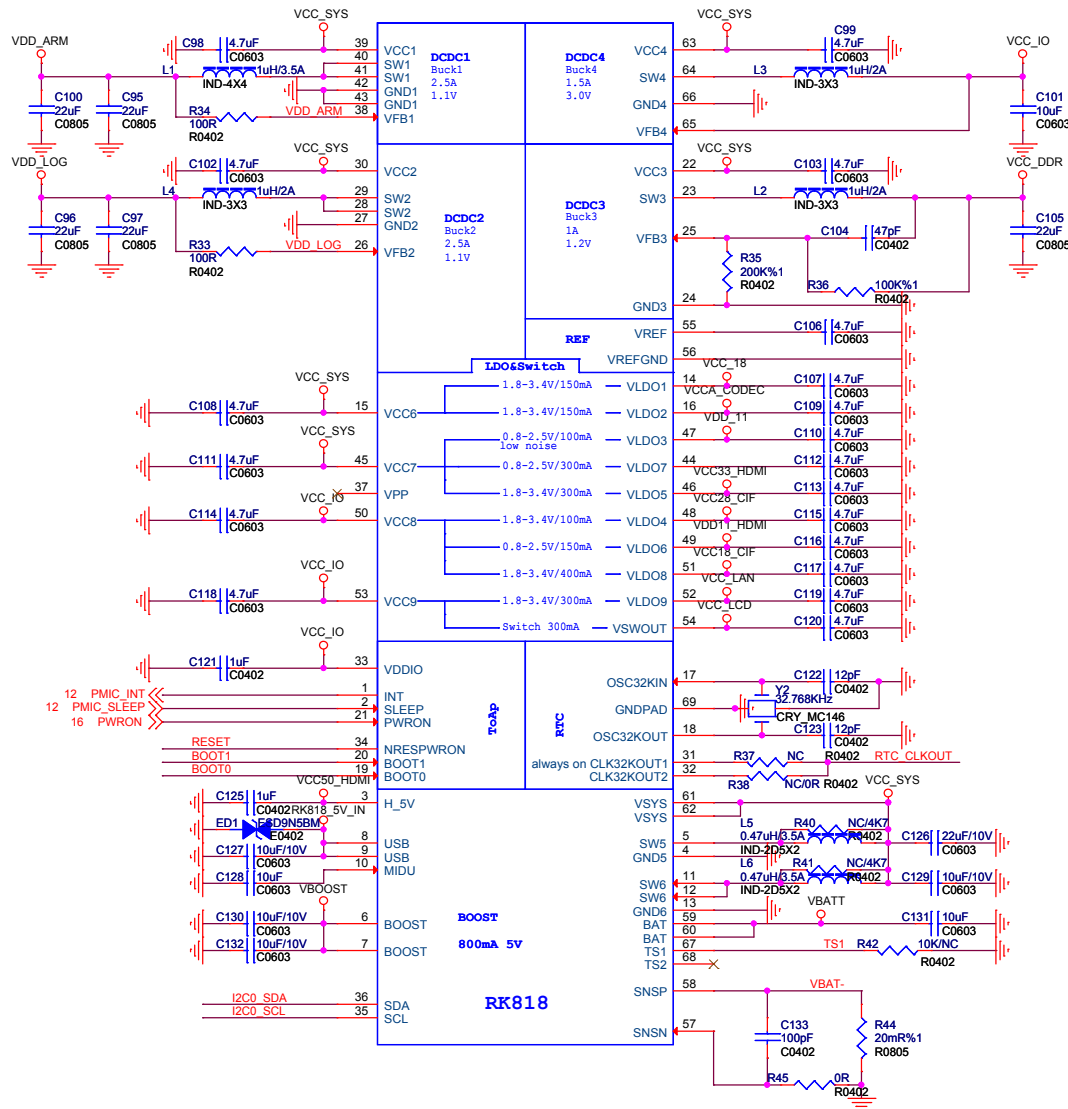 VCC_SYS
VCC_SYS
VDD_ARM
C98 4.7uF
C0603
39
VCC1
40
SW1
41
SW1
42
GND1
43
GND1
38
VFB1
DCDC1
Buck1
2.5A
1.1V
DCDC4
Buck4
1.5A
3.0V
VCC4
63
SW4
64
GND4
66
VFB4
65
C99
4.7uF
C0603
VCC_IO
L1
1uH/3.5A
IND-4X4
L3
1uH/2A
IND-3X3
C100
22uF
C0805
C95
22uF
C0805
R34
100R
R0402
VDD_ARM
C101
10uF
C0603
VDD_LOG
C102 4.7uF
C0603
VCC_SYS
30
VCC2
29
SW2
28
SW2
27
GND2
26
VFB2
DCDC2
Buck2
2.5A
1.1V
DCDC3
Buck3
1A
1.2V
VCC3
22
SW3
23
VFB3
25
GND3
24
VCC_SYS
C103 4.7uF
C0603
VCC_DDR
L4
1uH/2A
IND-3X3
L2
1uH/2A
IND-3X3
C96
22uF
C0805
C97
22uF
C0805
R33
100R
R0402
VDD_LOG
C104
47pF
C0402
C105
22uF
C0805
R35
200K%1
R0402
R36
100K%1
R0402
REF
VREF
55
C106 4.7uF
C0603
VREFGND
56
LDO&Switch
VCC_SYS
C108 4.7uF
C0603
15
VCC6
1.8-3.4V/150mA
VLDO1
14
VCC_18
C107 4.7uF
C0603
1.8-3.4V/150mA
VLDO2
16
VCCA_CODEC
C109 4.7uF
C0603
VCC_SYS
0.8-2.5V/100mA
low noise
VLDO3
47
VDD_11
C110 4.7uF
C0603
C111 4.7uF
C0603
45
VCC7
0.8-2.5V/300mA
VLDO7
44
C112 4.7uF
C0603
37
VPP
1.8-3.4V/300mA
VLDO5
46
VCC33_HDMI
C113 4.7uF
C0603
VCC_IO
C114 4.7uF
C0603
50
VCC8
1.8-3.4V/100mA
VLDO4
48
VCC28_CIF
C115 4.7uF
C0603
0.8-2.5V/150mA
VLDO6
49
VDD11_HDMI
C116 4.7uF
C0603
1.8-3.4V/400mA
VLDO8
51
VCC18_CIF
C117 4.7uF
C0603
VCC_IO
C118 4.7uF
C0603
53
VCC9
1.8-3.4V/300mA
VLDO9
52
VCC_LAN
C119 4.7uF
C0603
Switch 300mA
VSWOUT
54
VCC_LCD
C120 4.7uF
C0603
VCC_IO
C121 1uF
C0402
33
VDDIO
12 PMIC_INT
1
INT
12 PMIC_SLEEP
2
SLEEP
16 PWRON
21
PWRON
RESET
34
NRESPWRON
BOOT1
20
BOOT1
BOOT0
19
BOOT0
ToAp
RTC
OSC32KIN
17
C122 12pF
C0402
GNDPAD
69
Y2
32.768KHz
CRY_MC146
OSC32KOUT
18
C123 12pF
C0402
always on CLK32KOUT1
31
R37
NC
R0402
RTC_CLKOUT
CLK32KOUT2
32
R38
NC/0R
R0402
VCC50_HDMI
C125 1uF
C0402
3
H_5V
RK818_5V_IN
ED1
ESD9N5BM
E0402
8
USB
C127 10uF/10V
C0603
9
USB
C128 10uF
C0603
10
MIDU
VBOOST
C130 10uF/10V
C0603
6
BOOST
C132 10uF/10V
C0603
7
BOOST
BOOST
800mA 5V
I2C0_SDA
36
SDA
I2C0_SCL
35
SCL
RK818
VCC_SYS
VSYS
61
VSYS
62
L5
0.47uH/3.5A
IND-2D5X2
R40
NC/4K7
R0402
SW5
5
GND5
4
C126 22uF/10V
C0603
L6
0.47uH/3.5A
IND-2D5X2
R41
NC/4K7
R0402
SW6
11
SW6
12
GND6
13
C129 10uF/10V
C0603
VBATT
BAT
59
BAT
60
C131 10uF
C0603
TS1
67
TS1
R42
10K/NC
R0402
TS2
68
SNSP
58
VBAT-
SNSN
57
C133
100pF
C0402
R44
20mR%1
R0805
R45
0R
R0402